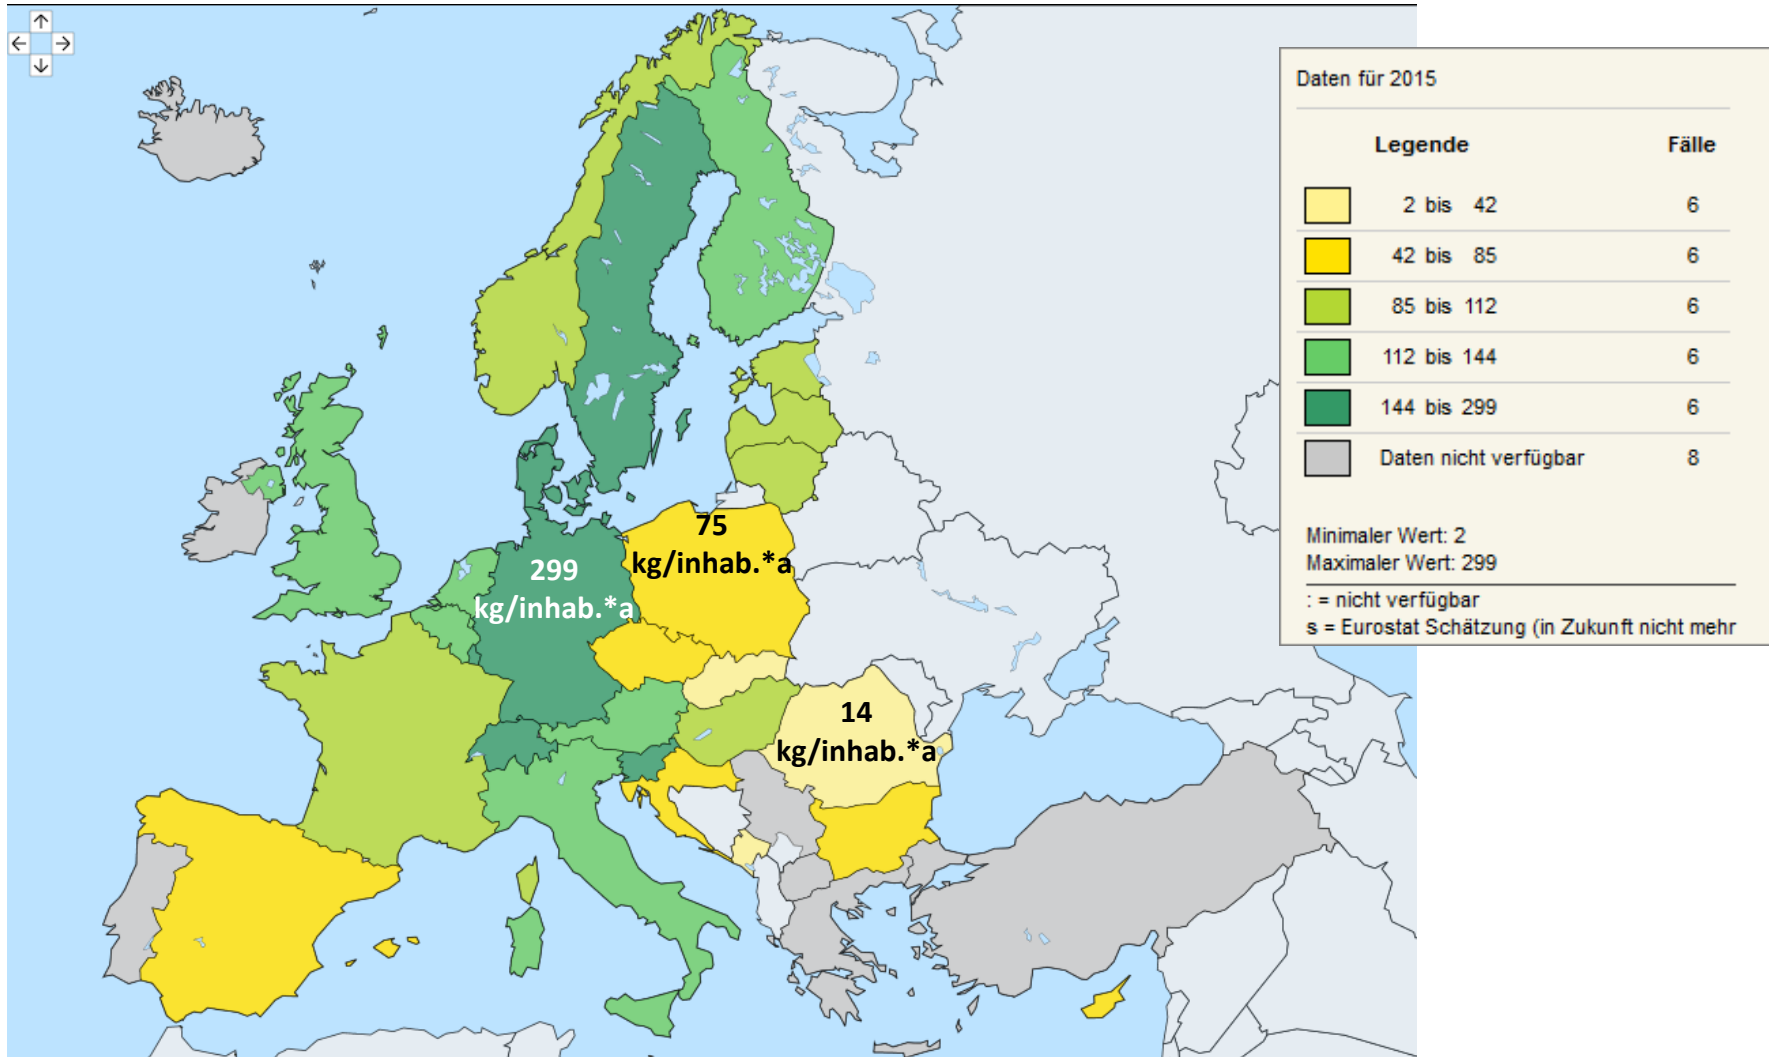 Daten für 2015
Legende Fälle
2 bis 42 6
42 bis 85 6
85 bis 112 6
112 bis 144 6
144 bis 299 6
Daten nicht verfügbar 8
Minimaler Wert: 2
Maximaler Wert: 299
: = nicht verfügbar
s = Eurostat Schätzung (in Zukunft nicht mehr
75
kg/inhab.*a
299
kg/inhab.*a
14
kg/inhab.*a